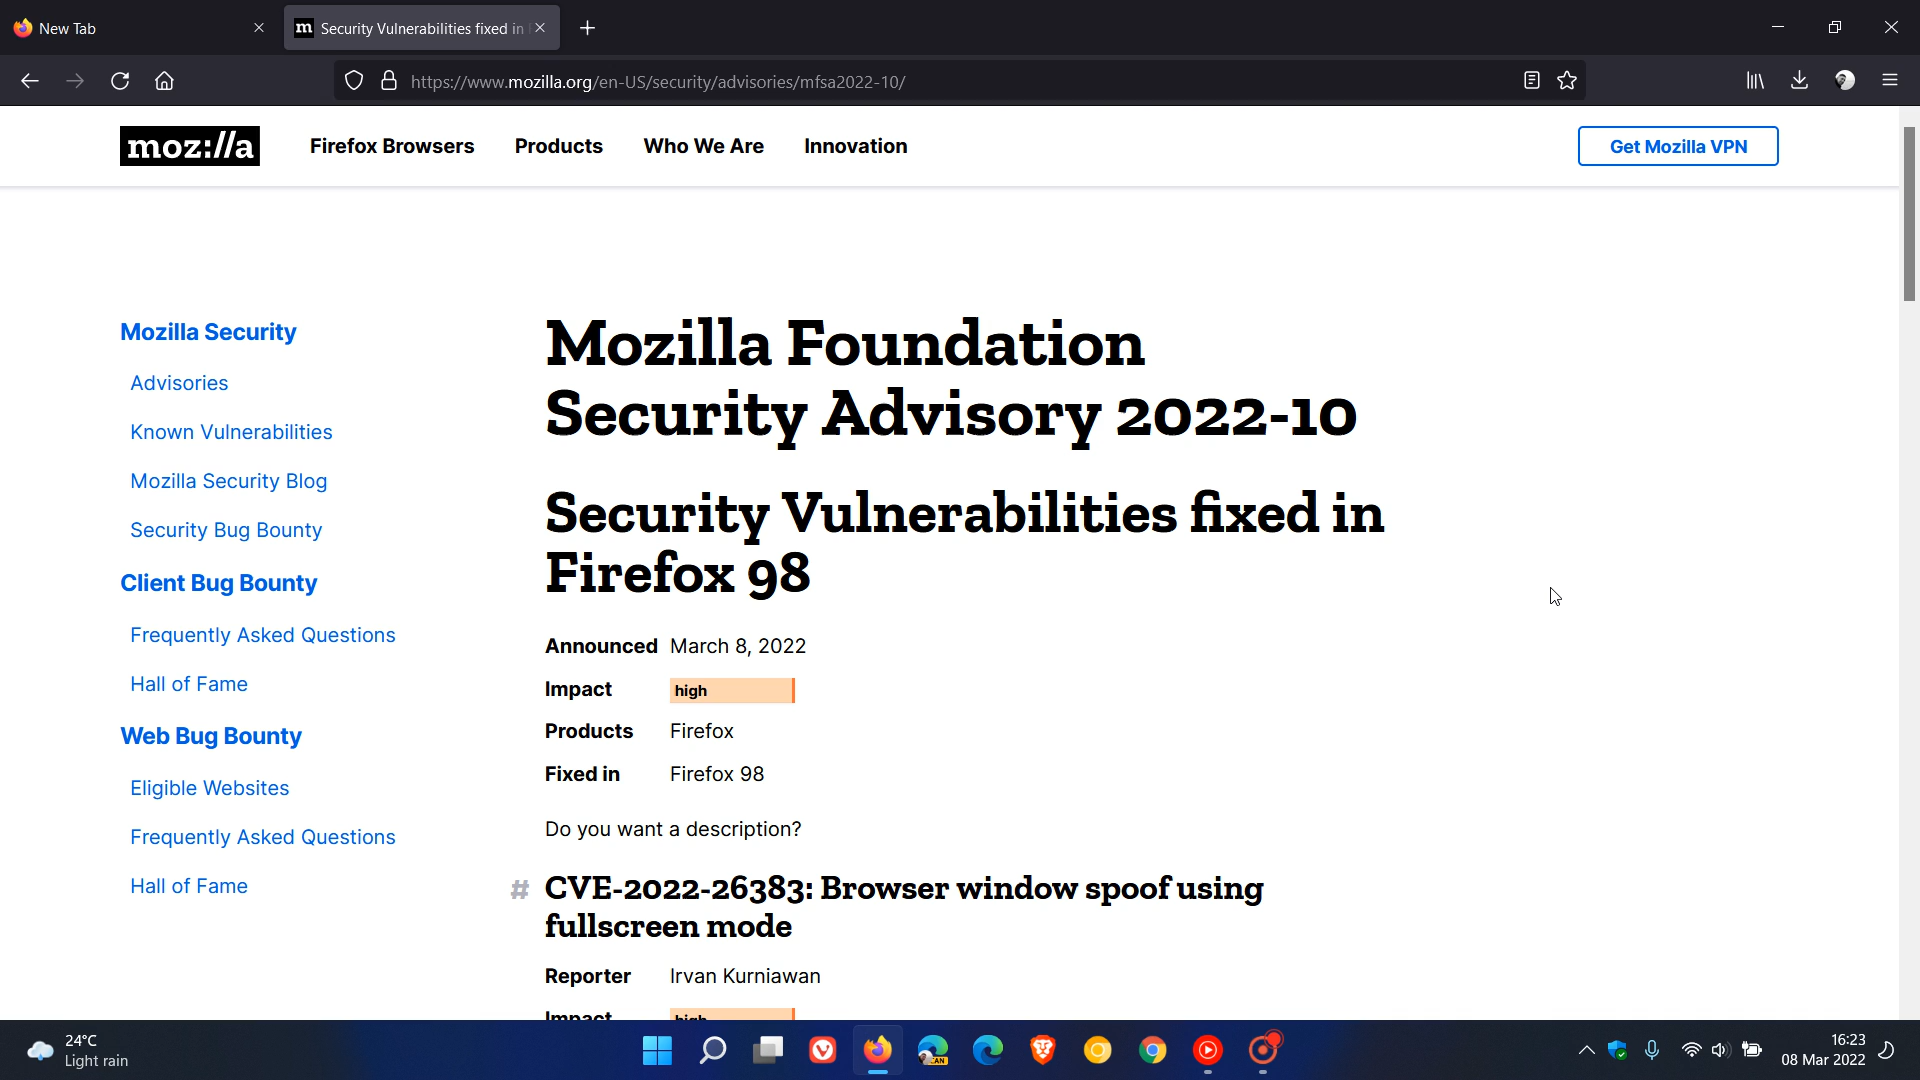 New Tab
Security Vulnerabilities fixed in
https://www.mozilla.org/en-US/security/advisories/mfsa2022-10/
moz://a
Firefox Browsers
Products
Who We Are
Innovation
Get Mozilla VPN
Mozilla Security
Advisories
Known Vulnerabilities
Mozilla Security Blog
Security Bug Bounty
Client Bug Bounty
Frequently Asked Questions
Hall of Fame
Web Bug Bounty
Eligible Websites
Frequently Asked Questions
Hall of Fame
Mozilla Foundation
Security Advisory 2022-10
Security Vulnerabilities fixed in
Firefox 98
Announced March 8, 2022
Impact high
Products Firefox
Fixed in Firefox 98
Do you want a description?
# CVE-2022-26383: Browser window spoof using
fullscreen mode
Reporter Irvan Kurniawan
Impact high
24°C
Light rain
CAN
16:23
08 Mar 2022